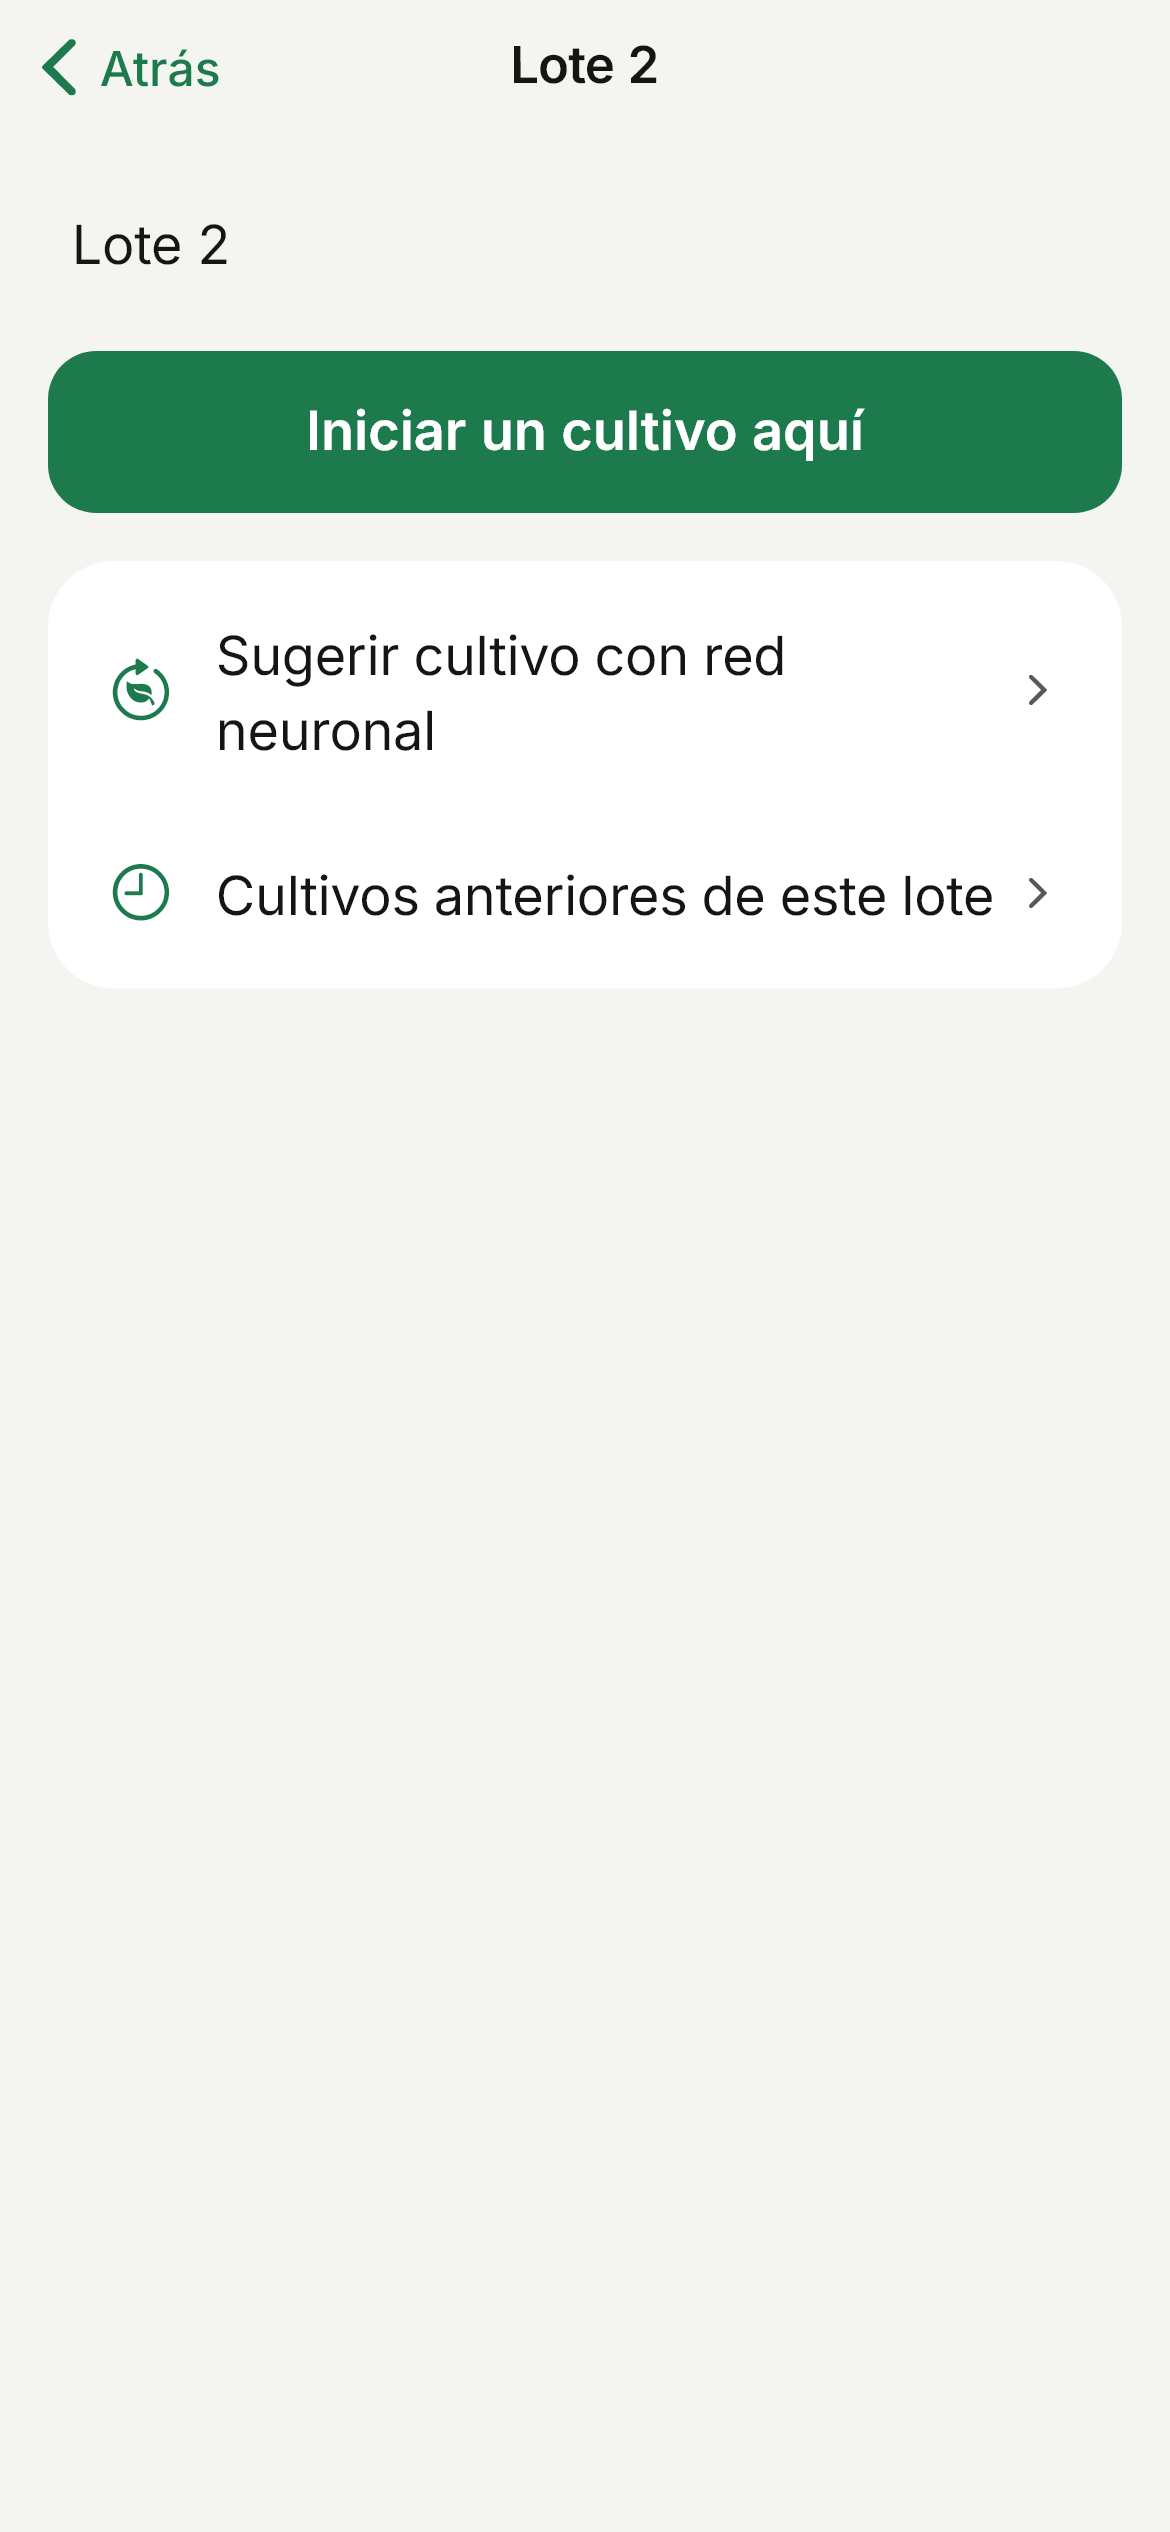 Atrás
Lote 2
Lote 2
Iniciar un cultivo aquí
Sugerir cultivo con red
neuronal
Cultivos anteriores de este lote